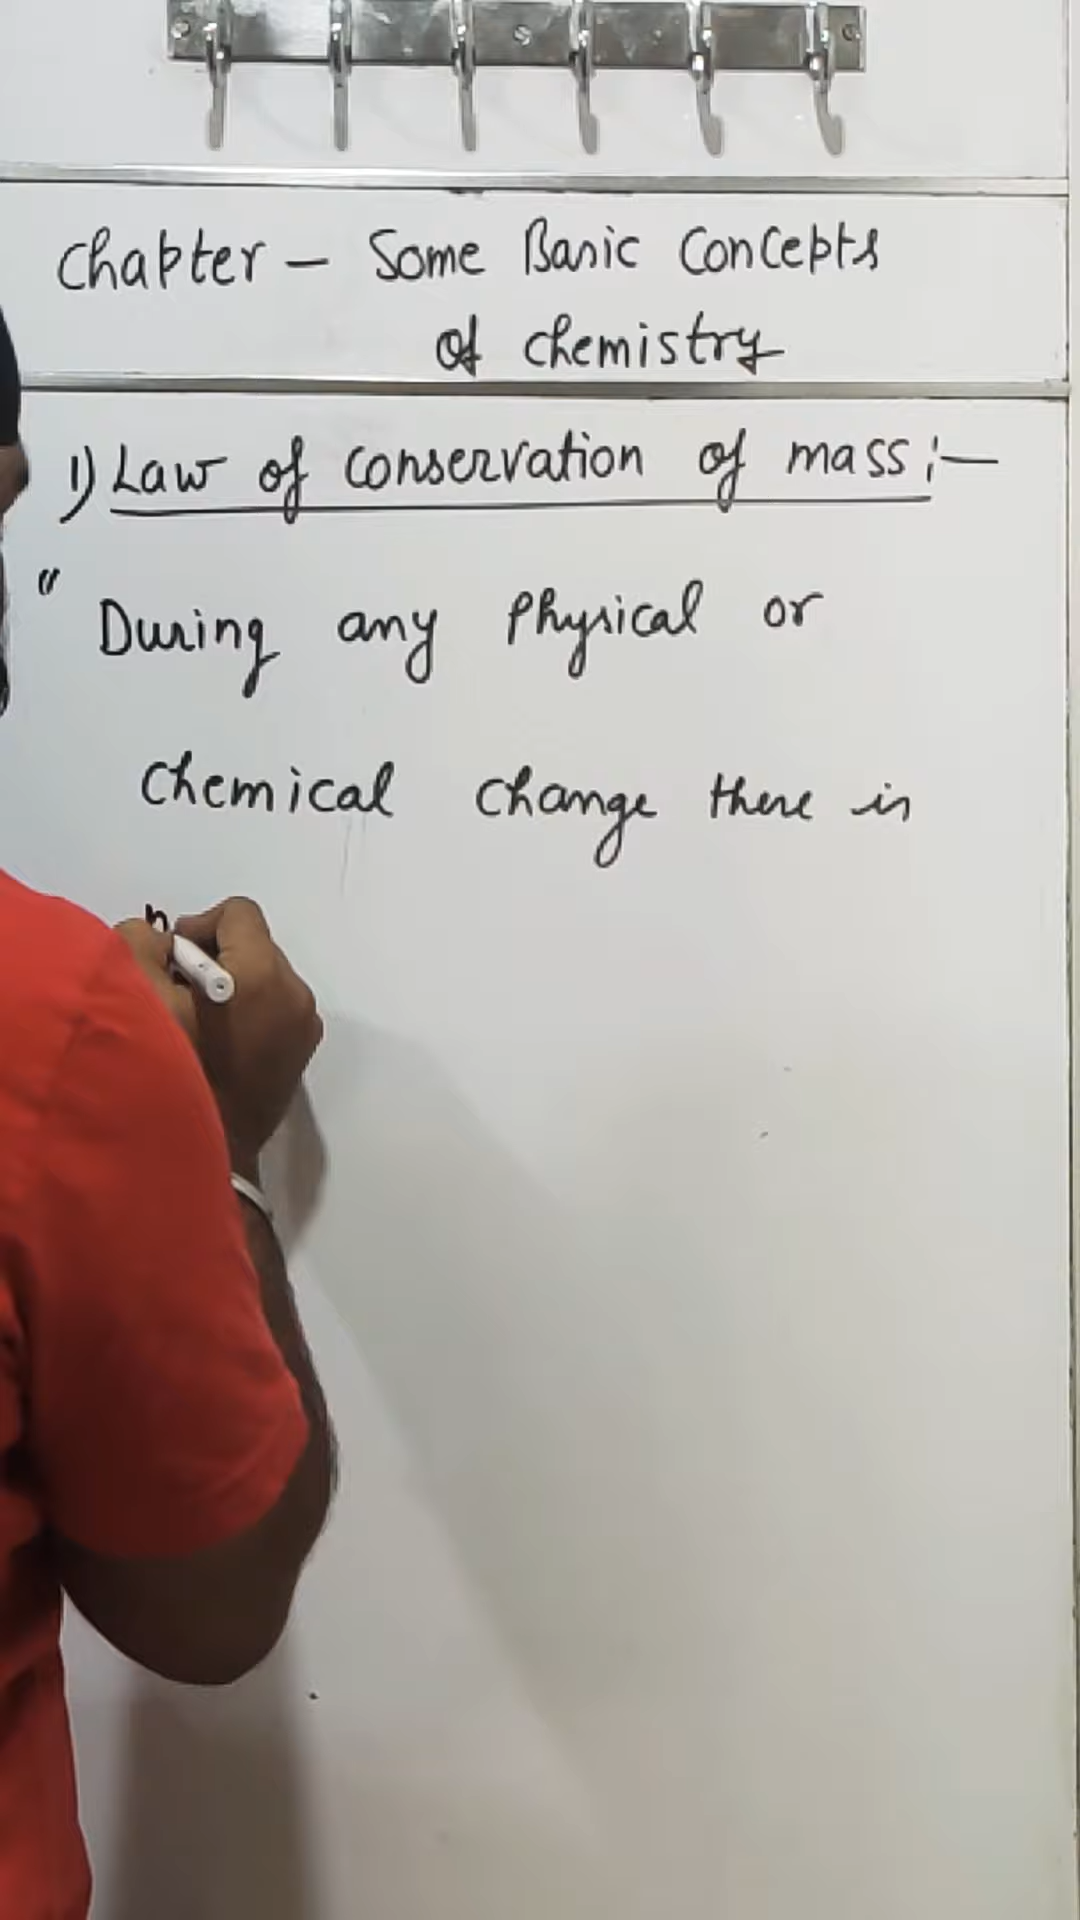 Chapter - Some Basic Concepts
of chemistry
1) Law of conservation of mass :-
" During any Physical or
Chemical change there is
n